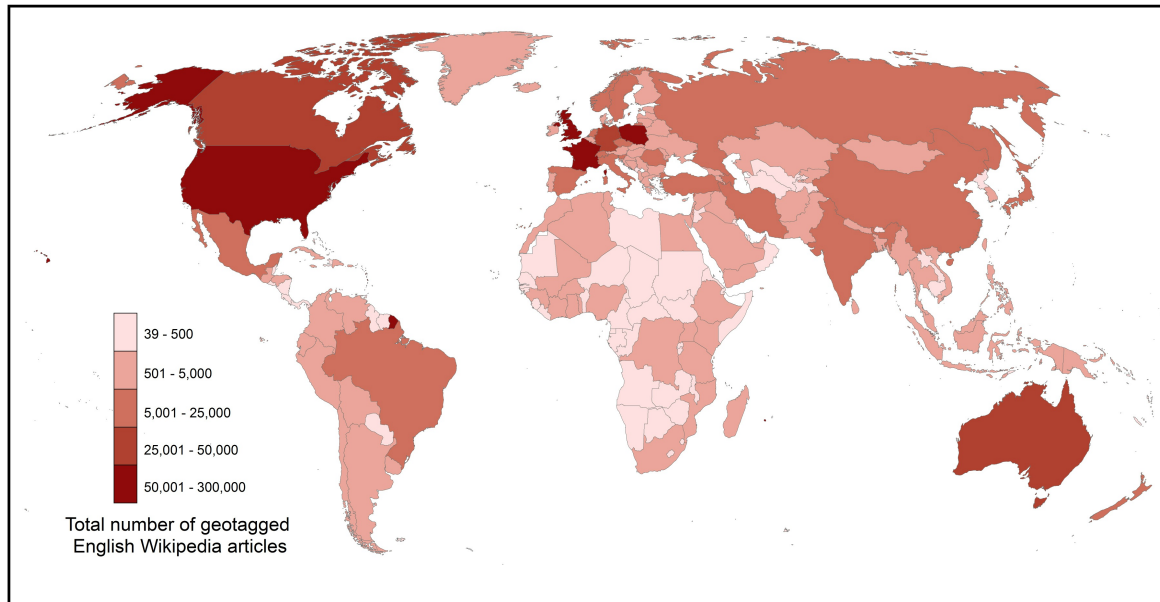 39 - 500
501 - 5,000
5,001 - 25,000
25,001 - 50,000
50,001 - 300,000
Total number of geotagged
English Wikipedia articles